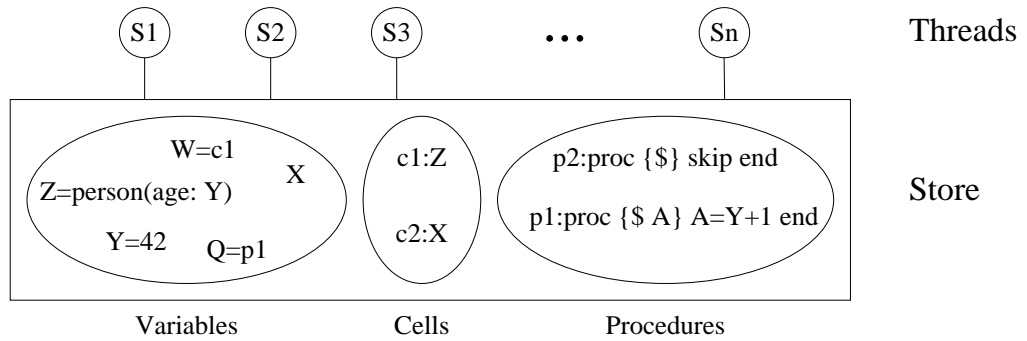 S1 S2 S3 ... Sn Threads
W=c1 c1:Z p2:proc {$} skip end
X
Z=person(age: Y) Store
p1:proc {$ A} A=Y+1 end
Y=42 Q=p1 c2:X
Variables Cells Procedures